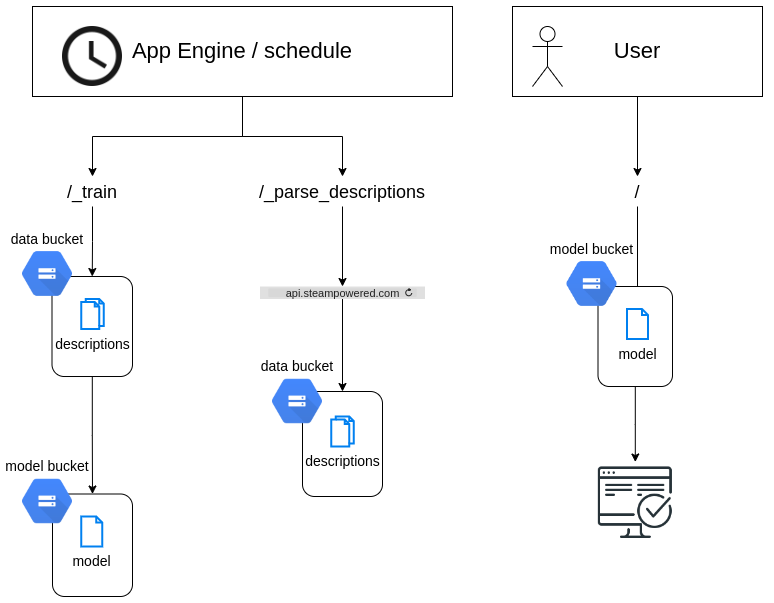 App Engine / schedule
User
/_train
/_parse_descriptions
/
data bucket
descriptions
api.steampowered.com
data bucket
descriptions
model bucket
model
model bucket
model